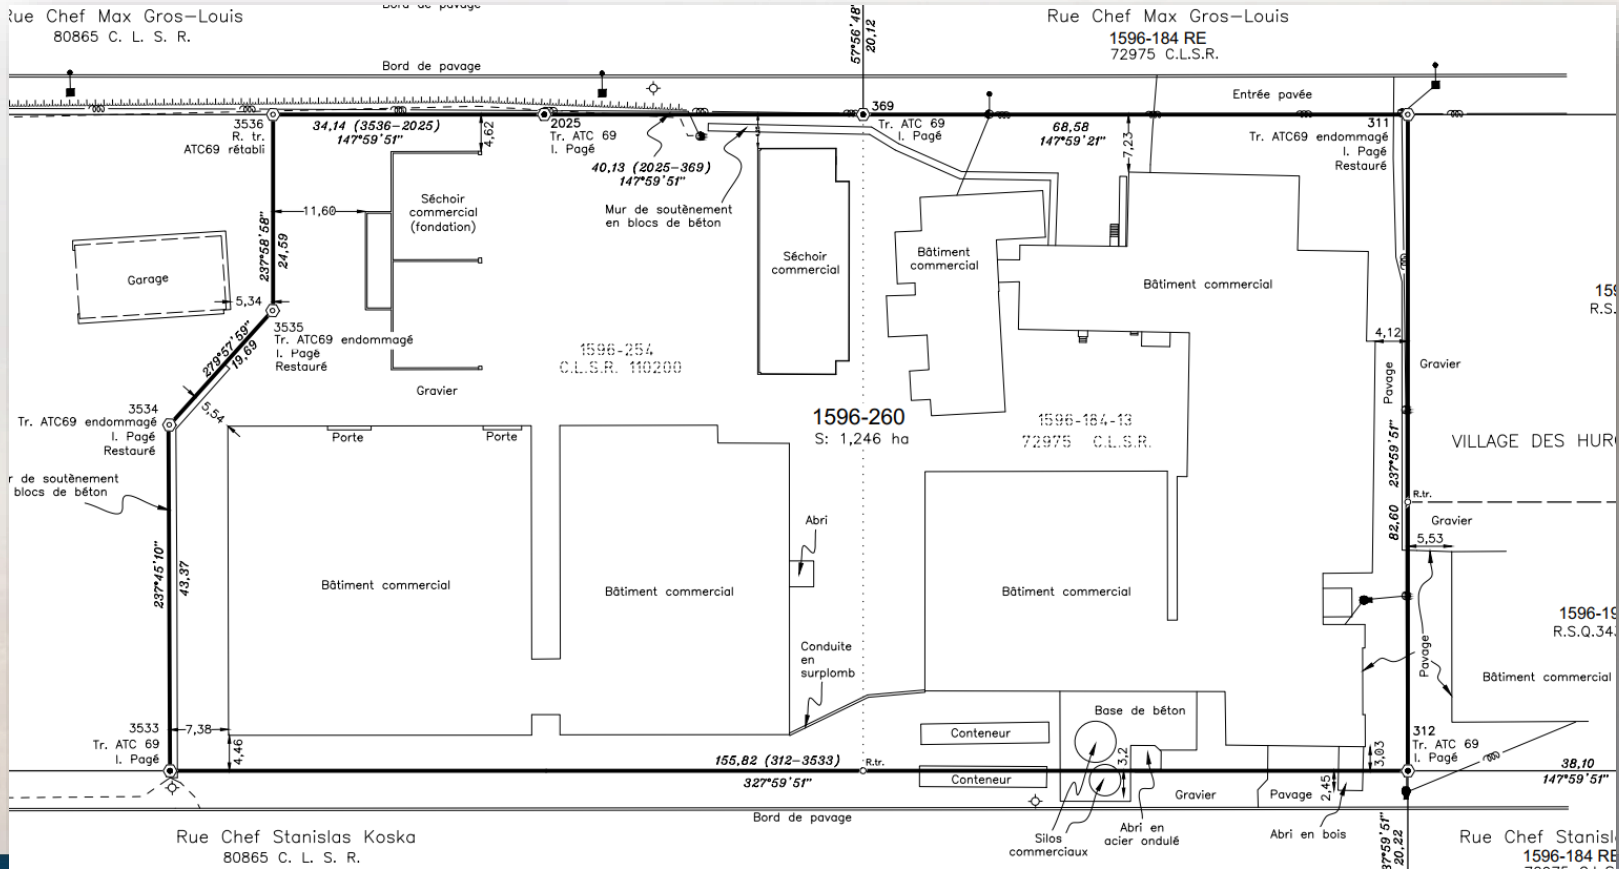 Rue Chef Max Gros–Louis
80865 C. L. S. R.
Bord de pavage
57°56'48"
20,12
Rue Chef Max Gros–Louis
1596-184 RE
72975 C.L.S.R.
Bord de pavage
Entrée pavée
3536
R. tr.
ATC69 rétabli
34,14 (3536–2025)
147°59'51"
4,62
2025
Tr. ATC 69
I. Pagé
40,13 (2025–369)
147°59'51"
369
Tr. ATC 69
I. Pagé
68,58
147°59'21"
7,23
311
Tr. ATC69 endommagé
I. Pagé
Restauré
Mur de soutènement
en blocs de béton
Séchoir
commercial
(fondation)
11,60
237°58'58"
24,59
Garage
5,34
3535
Tr. ATC69 endommagé
I. Pagé
Restauré
279°57'59"
19,69
Séchoir
commercial
Bâtiment
commercial
Bâtiment commercial
4,12
Gravier
Pavage
1596-254
C.L.S.R. 110200
Gravier
3534
Tr. ATC69 endommagé
I. Pagé
Restauré
5,54
Porte
Porte
1596-260
S: 1,246 ha
1596-184-13
72975 C.L.S.R.
237°59'51"
82,60
VILLAGE DES HUR
R.tr.
Gravier
5,53
r de soutènement
blocs de béton
237°45'10"
43,37
Abri
Bâtiment commercial
Bâtiment commercial
Bâtiment commercial
1596-19
R.S.Q.34
Conduite
en
surplomb
Pavage
Bâtiment commercial
3533
Tr. ATC 69
I. Pagé
7,38
4,46
155,82 (312–3533)
327°59'51"
R.tr.
Conteneur
Conteneur
Base de béton
3,2
3,03
2,45
312
Tr. ATC 69
I. Pagé
38,10
147°59'51"
Gravier
Pavage
Bord de pavage
Silos
commerciaux
Abri en
acier ondulé
Abri en bois
Rue Chef Stanislas Koska
80865 C. L. S. R.
20,22
Rue Chef Stanisl
1596-184 RE